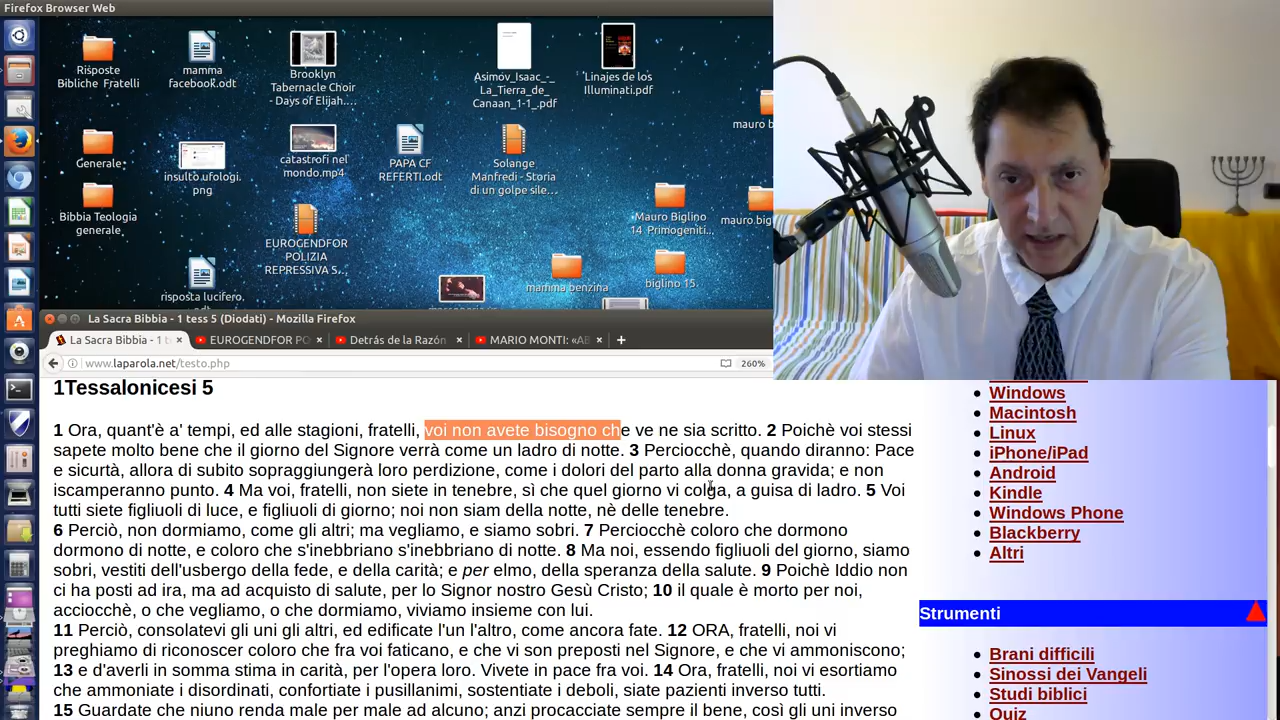 Firefox Browser Web
Risposte
Bibliche Fratelli
mamma
facebook.odt
Brooklyn
Tabernacle Choir
- Days of Elijah....
Asimov_Isaac_-_
La_Tierra_de_
Canaan_1-1_.pdf
Linajes de los
Illuminati.pdf
mauro b
Generale
insulto.ufologi.
png
catastrofi nel
mondo.mp4
PAPA CF
REFERTI.odt
Solange
Manfredi - Storia
di un golpe sile...
Bibbia Teologia
generale
EUROGENDFOR
POLIZIA
REPRESSIVA S...
Mauro Biglino
14 Primogeniti...
mauro big
risposta lucifero.
mamma benzina
biglino 15.
La Sacra Bibbia - 1 tess 5 (Diodati) - Mozilla Firefox
La Sacra Bibbia - 1 t
EUROGENDFOR PO
Detrás de la Razón
MARIO MONTI: «AB
www.laparola.net/testo.php
260%
1Tessalonicesi 5
1 Ora, quant'è a' tempi, ed alle stagioni, fratelli, voi non avete bisogno che ve ne sia scritto. 2 Poichè voi stessi
sapete molto bene che il giorno del Signore verrà come un ladro di notte. 3 Perciocchè, quando diranno: Pace
e sicurtà, allora di subito sopraggiungerà loro perdizione, come i dolori del parto alla donna gravida; e non
iscamperanno punto. 4 Ma voi, fratelli, non siete in tenebre, sì che quel giorno vi colga, a guisa di ladro. 5 Voi
tutti siete figliuoli di luce, e figliuoli di giorno; noi non siam della notte, nè delle tenebre.
6 Perciò, non dormiamo, come gli altri; ma vegliamo, e siamo sobri. 7 Perciocchè coloro che dormono
dormono di notte, e coloro che s'inebbriano s'inebbriano di notte. 8 Ma noi, essendo figliuoli del giorno, siamo
sobri, vestiti dell'usbergo della fede, e della carità; e per elmo, della speranza della salute. 9 Poichè Iddio non
ci ha posti ad ira, ma ad acquisto di salute, per lo Signor nostro Gesù Cristo; 10 il quale è morto per noi,
acciocchè, o che vegliamo, o che dormiamo, viviamo insieme con lui.
11 Perciò, consolatevi gli uni gli altri, ed edificate l'un l'altro, come ancora fate. 12 ORA, fratelli, noi vi
preghiamo di riconoscer coloro che fra voi faticano, e che vi son preposti nel Signore, e che vi ammoniscono;
13 e d'averli in somma stima in carità, per l'opera loro. Vivete in pace fra voi. 14 Ora, fratelli, noi vi esortiamo
che ammoniate i disordinati, confortiate i pusillanimi, sostentiate i deboli, siate pazienti inverso tutti.
15 Guardate che niuno renda male per male ad alcuno; anzi procacciate sempre il bene, così gli uni inverso
Windows
Macintosh
Linux
iPhone/iPad
Android
Kindle
Windows Phone
Blackberry
Altri
Strumenti
Brani difficili
Sinossi dei Vangeli
Studi biblici
Quiz